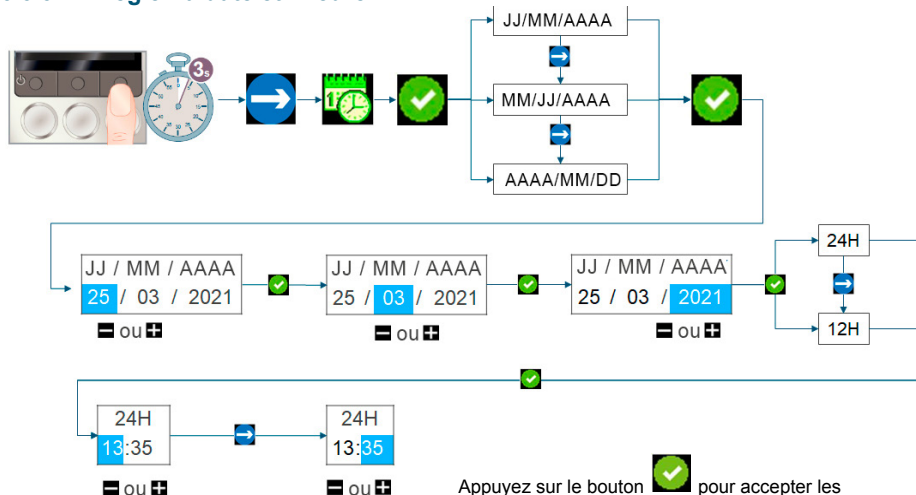 3s
JJ/MM/AAAA
MM/JJ/AAAA
AAAA/MM/DD
JJ / MM / AAAA
25 / 03 / 2021
- ou +
JJ / MM / AAAA
25 / 03 / 2021
- ou +
JJ / MM / AAAA
25 / 03 / 2021
- ou +
24H
12H
24H
13:35
- ou +
24H
13:35
- ou +
Appuyez sur le bouton pour accepter les